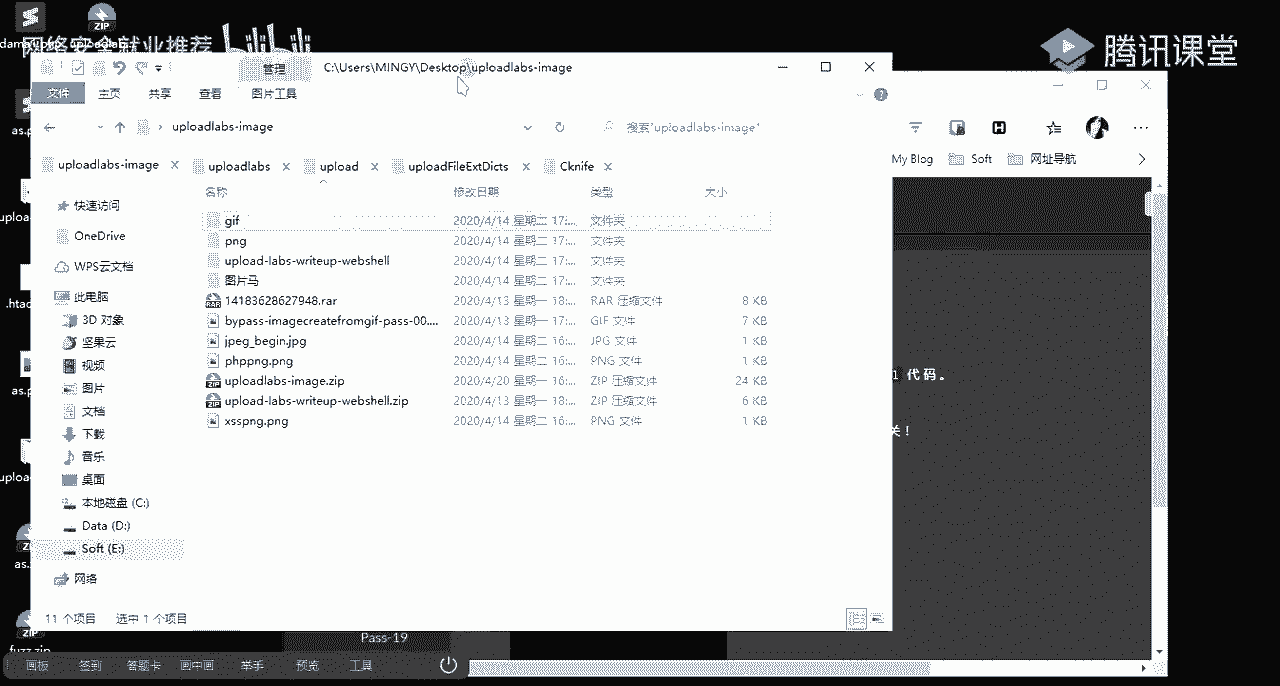 ZIP
网络安全就业推荐
腾讯课堂
管理
C:\Users\MINGY\Desktop\uploadlabs-image
文件 主页 共享 查看 图片工具
uploadlabs-image
搜索"uploadlabs-image"
My Blog Soft 网址导航
uploadlabs-image uploadlabs upload uploadFileExtDicts Cknife
名称 修改日期 类型 大小
快速访问
OneDrive
WPS云文档
此电脑
3D 对象
坚果云
视频
图片
文档
下载
音乐
桌面
本地磁盘 (C:)
Data (D:)
Soft (E:)
网络
gif 2020/4/14 星期二 17:... 文件夹
png 2020/4/14 星期二 17:... 文件夹
upload-labs-writeup-webshell 2020/4/14 星期二 17:... 文件夹
图片马 2020/4/14 星期二 17:... 文件夹
14183628627948.rar 2020/4/13 星期一 18:... RAR 压缩文件 8 KB
bypass-imagecreatefromgif-pass-00.... 2020/4/13 星期一 17:... GIF 文件 7 KB
jpeg_begin.jpg 2020/4/14 星期二 16:... JPG 文件 1 KB
phppng.png 2020/4/14 星期二 16:... PNG 文件 1 KB
uploadlabs-image.zip 2020/4/20 星期一 16:... ZIP 压缩文件 24 KB
upload-labs-writeup-webshell.zip 2020/4/13 星期一 18:... ZIP 压缩文件 6 KB
xsspng.png 2020/4/14 星期二 16:... PNG 文件 1 KB
代码。
关！
11 个项目 选中 1 个项目
Pass-19
fuzz.zip
画板 签到 答题卡 画中画 举手 预览 工具